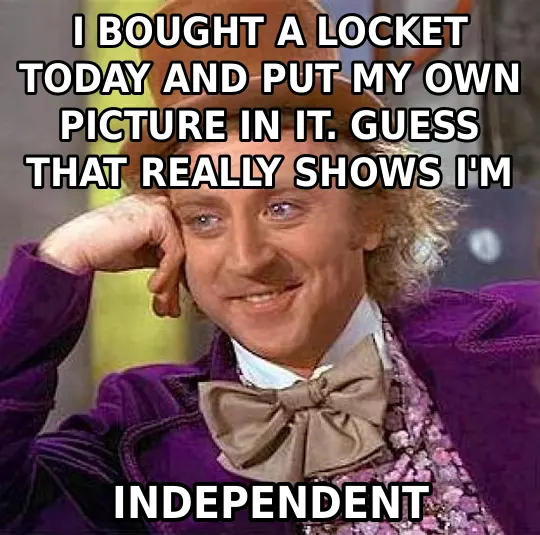 I BOUGHT A LOCKET
TODAY AND PUT MY OWN
PICTURE IN IT. GUESS
THAT REALLY SHOWS I'M
INDEPENDENT